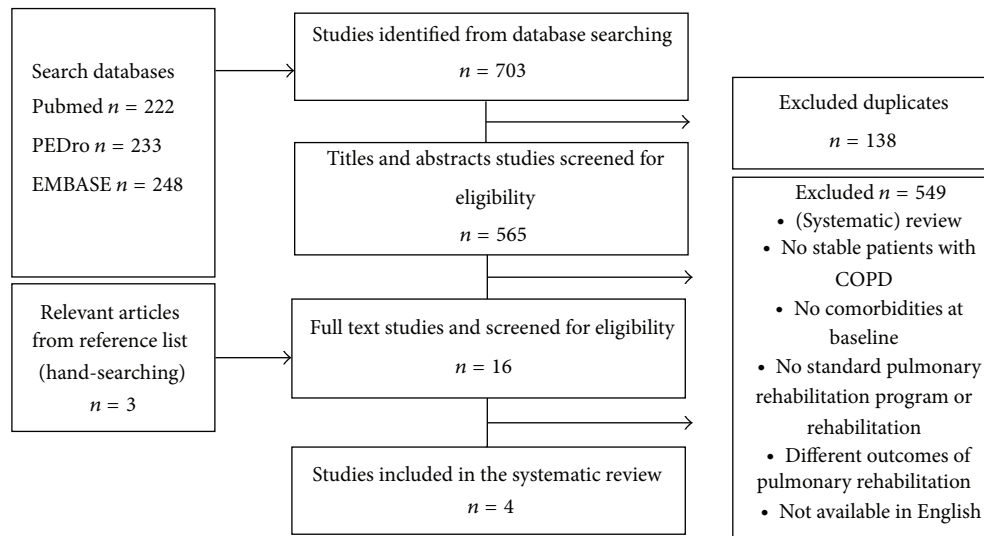 Search databases
Pubmed n = 222
PEDro n = 233
EMBASE n = 248
Studies identified from database searching
n = 703
Excluded duplicates
n = 138
Titles and abstracts studies screened for
eligibility
n = 565
Excluded n = 549
• (Systematic) review
• No stable patients with
COPD
• No comorbidities at
baseline
• No standard pulmonary
rehabilitation program or
rehabilitation
• Different outcomes of
pulmonary rehabilitation
• Not available in English
Relevant articles
from reference list
(hand-searching)
n = 3
Full text studies and screened for eligibility
n = 16
Studies included in the systematic review
n = 4